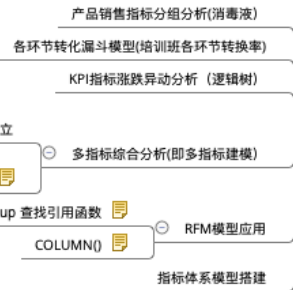 产品销售指标分组分析(消毒液)
各环节转化漏斗模型(培训班各环节转换率)
KPI指标涨跌异动分析（逻辑树）
立
多指标综合分析(即多指标建模)
up 查找引用函数
RFM模型应用
COLUMN()
指标体系模型搭建